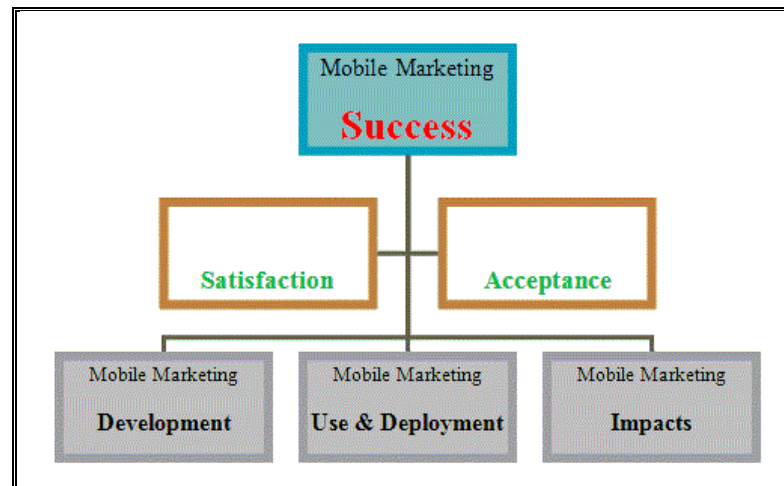 Mobile Marketing
Success
Satisfaction
Acceptance
Mobile Marketing
Development
Mobile Marketing
Use & Deployment
Mobile Marketing
Impacts